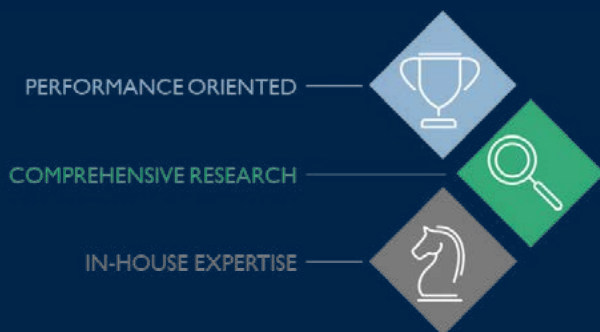 PERFORMANCE ORIENTED
COMPREHENSIVE RESEARCH
IN-HOUSE EXPERTISE